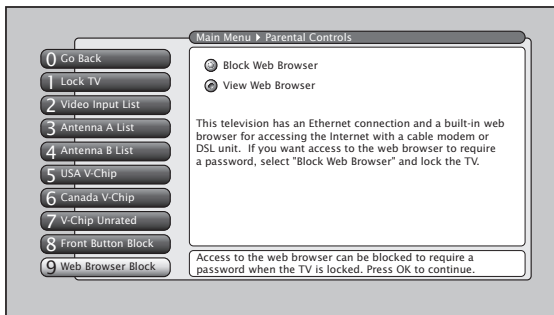 Main Menu ▶ Parental Controls
0 Go Back
1 Lock TV
2 Video Input List
3 Antenna A List
4 Antenna B List
5 USA V-Chip
6 Canada V-Chip
7 V-Chip Unrated
8 Front Button Block
9 Web Browser Block
Block Web Browser
View Web Browser
This television has an Ethernet connection and a built-in web
browser for accessing the Internet with a cable modem or
DSL unit. If you want access to the web browser to require
a password, select "Block Web Browser" and lock the TV.
Access to the web browser can be blocked to require a
password when the TV is locked. Press OK to continue.